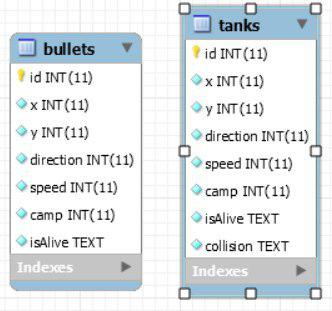 bullets
id INT(11)
x INT(11)
y INT(11)
direction INT(11)
speed INT(11)
camp INT(11)
isAlive TEXT
Indexes
tanks
id INT(11)
x INT(11)
y INT(11)
direction INT(11)
speed INT(11)
camp INT(11)
isAlive TEXT
collision TEXT
Indexes